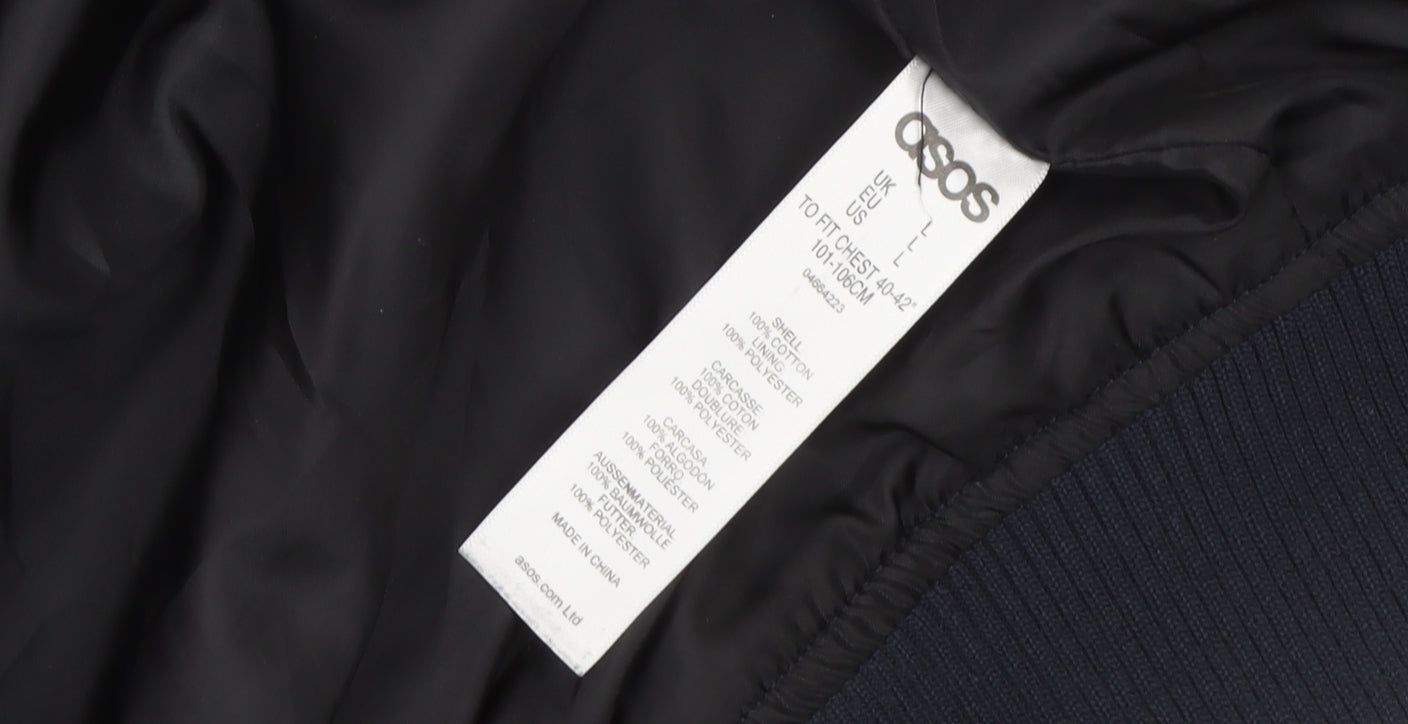 asos
UK L
EU L
US L
TO FIT CHEST 40-42"
101-106CM
04664223
SHELL
100% COTTON
LINING
100% POLYESTER
CARCASSE
100% COTON
DOUBLURE
100% POLYESTER
CARCASA
100% ALGODON
FORRO
100% POLIÉSTER
AUSSENMATERIAL
100% BAUMWOLLE
FUTTER
100% POLYESTER
MADE IN CHINA
asos.com Ltd